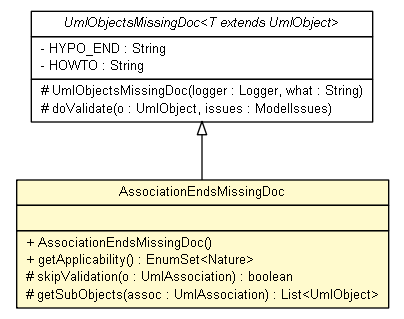 UmlObjectsMissingDoc<T extends UmlObject>
- HYPO_END : String
- HOWTO : String
# UmlObjectsMissingDoc(logger : Logger, what : String)
# doValidate(o : UmlObject, issues : ModelIssues)
AssociationEndsMissingDoc
+ AssociationEndsMissingDoc()
+ getApplicability() : EnumSet<Nature>
# skipValidation(o : UmlAssociation) : boolean
# getSubObjects(assoc : UmlAssociation) : List<UmlObject>